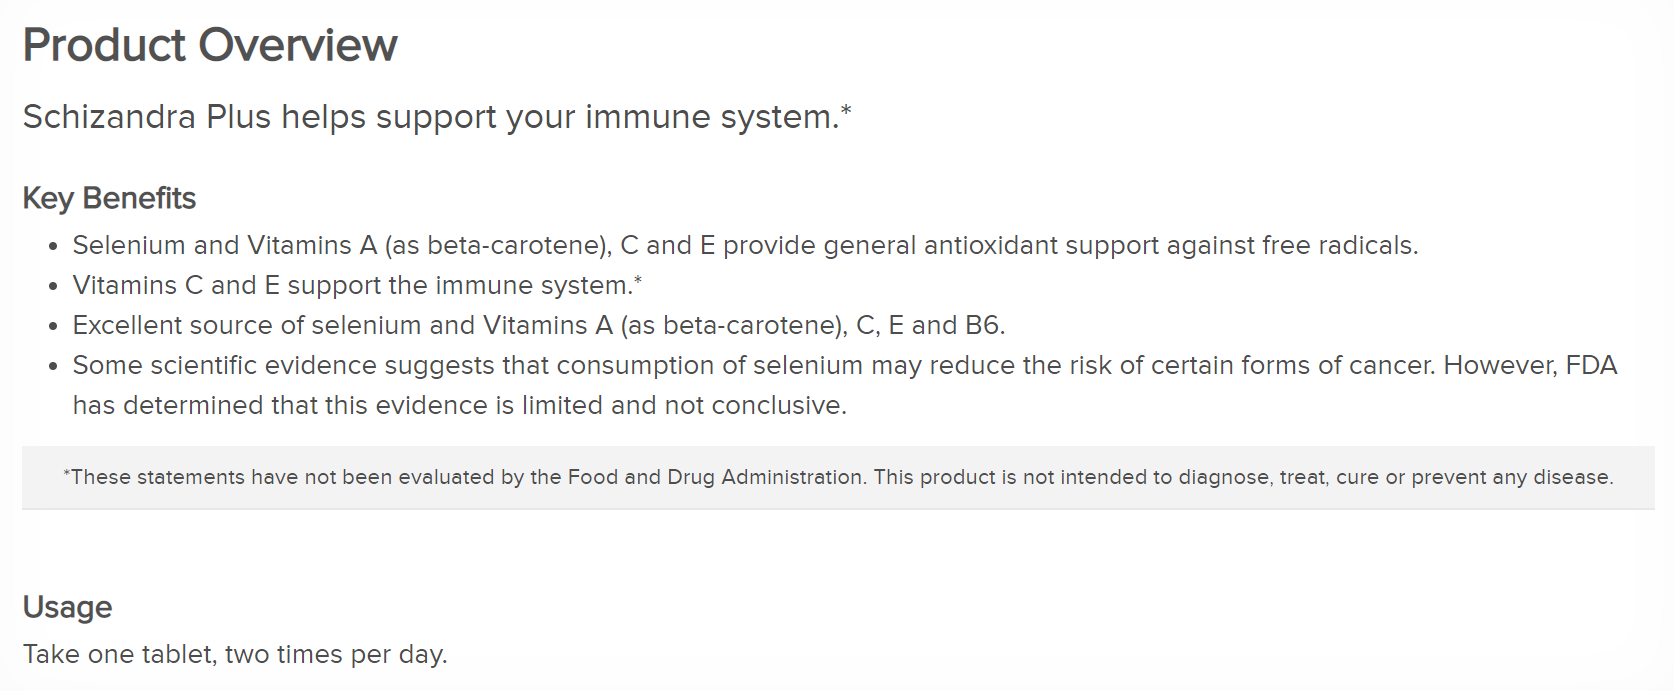 Product Overview
Schizandra Plus helps support your immune system.*
Key Benefits
• Selenium and Vitamins A (as beta-carotene), C and E provide general antioxidant support against free radicals.
• Vitamins C and E support the immune system.*
• Excellent source of selenium and Vitamins A (as beta-carotene), C, E and B6.
• Some scientific evidence suggests that consumption of selenium may reduce the risk of certain forms of cancer. However, FDA
has determined that this evidence is limited and not conclusive.
*These statements have not been evaluated by the Food and Drug Administration. This product is not intended to diagnose, treat, cure or prevent any disease.
Usage
Take one tablet, two times per day.